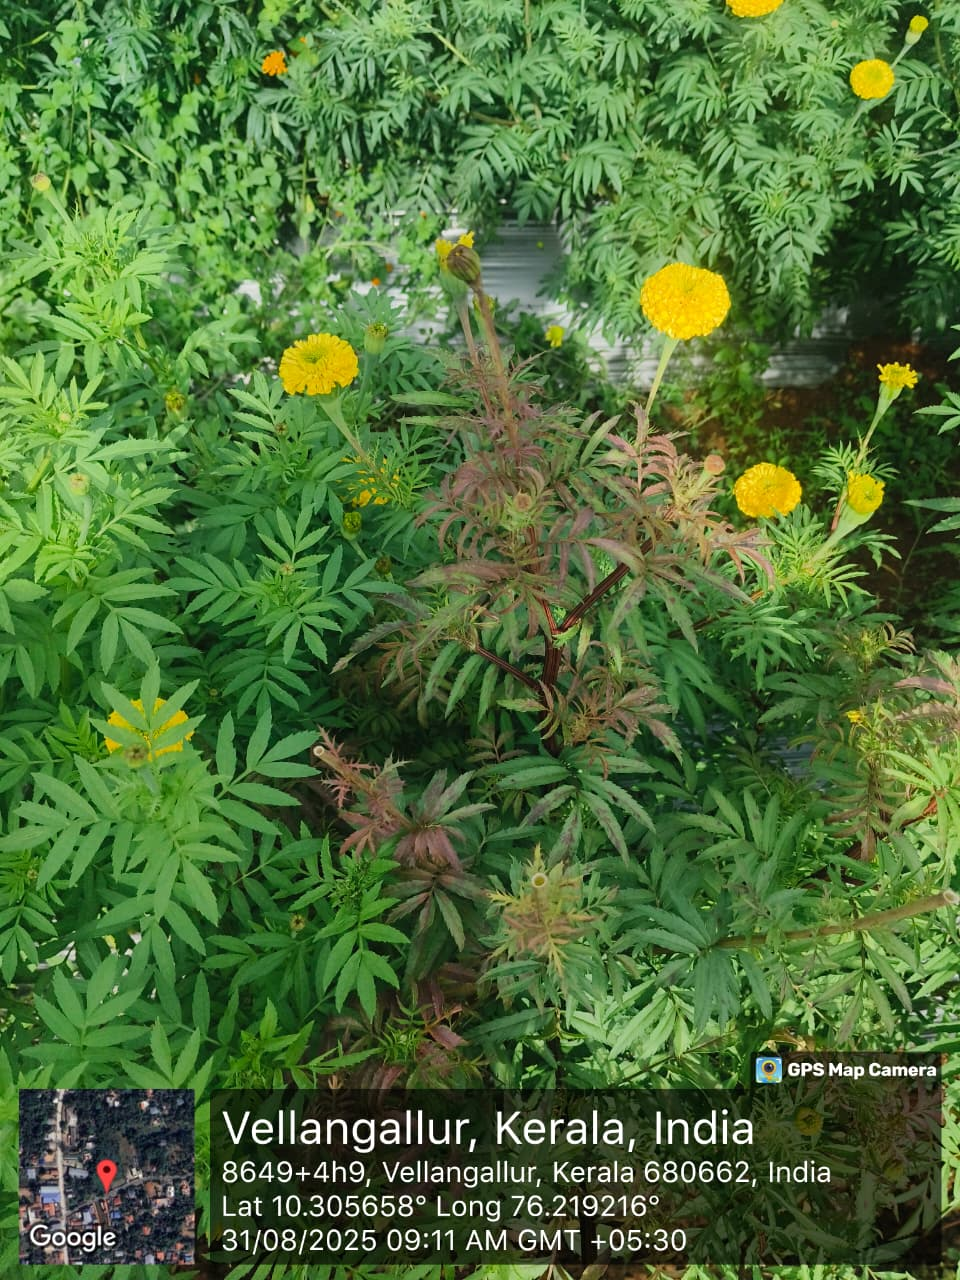 GPS Map Camera
Vellangallur, Kerala, India
8649+4h9, Vellangallur, Kerala 680662, India
Lat 10.305658° Long 76.219216°
31/08/2025 09:11 AM GMT +05:30
Google